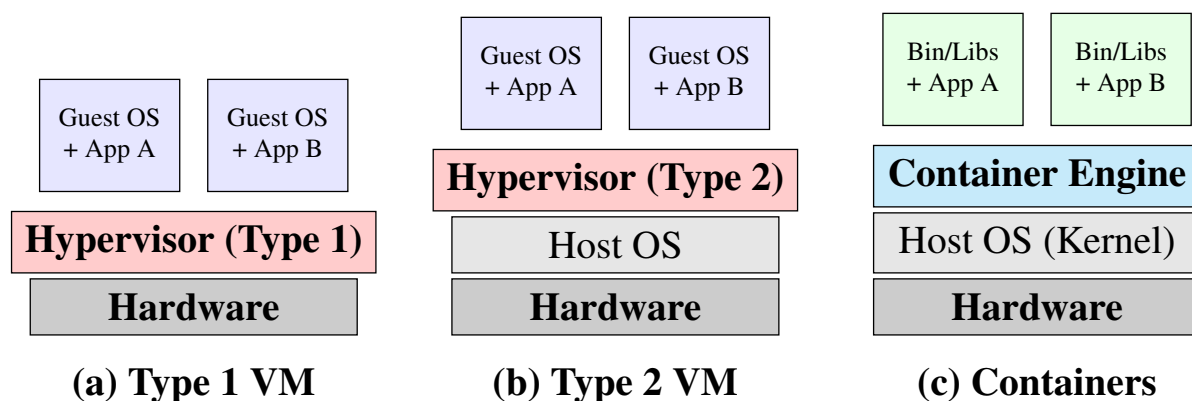 Guest OS
+ App A
Guest OS
+ App B
Hypervisor (Type 1)
Hardware
(a) Type 1 VM
Guest OS
+ App A
Guest OS
+ App B
Hypervisor (Type 2)
Host OS
Hardware
(b) Type 2 VM
Bin/Libs
+ App A
Bin/Libs
+ App B
Container Engine
Host OS (Kernel)
Hardware
(c) Containers